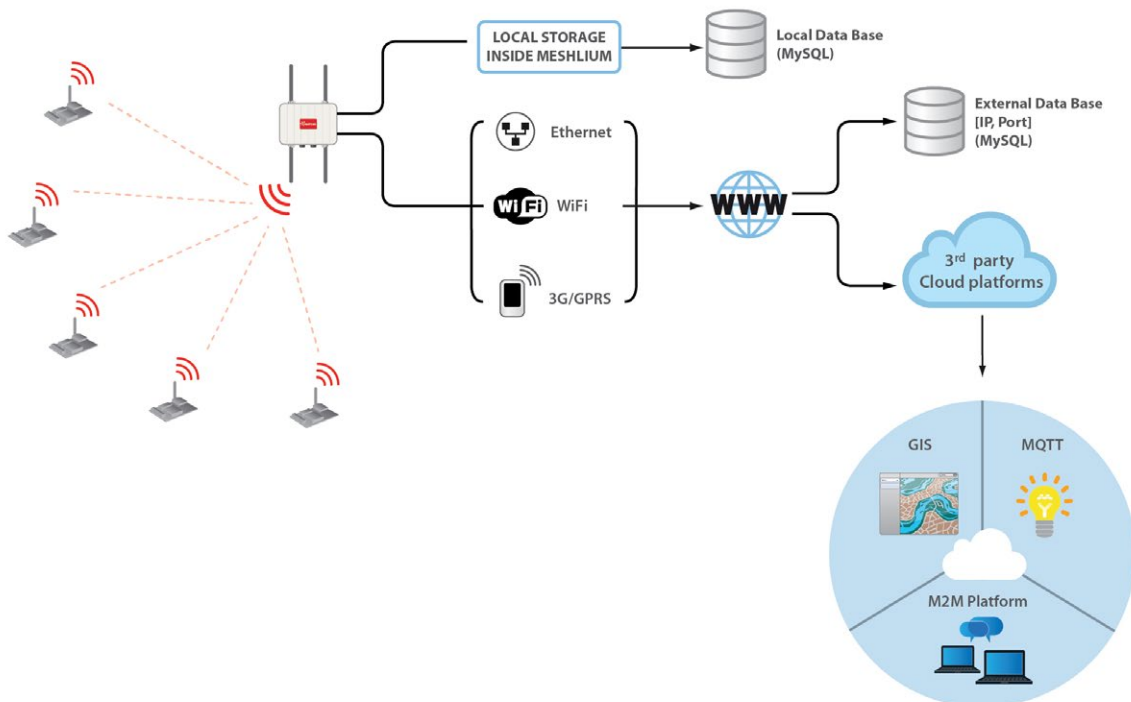 LOCAL STORAGE
INSIDE MESHLIUM
Local Data Base
(MySQL)
External Data Base
[IP, Port]
(MySQL)
Ethernet
WiFi
WiFi
3G/GPRS
WWW
3rd party
Cloud platforms
GIS
MQTT
M2M Platform